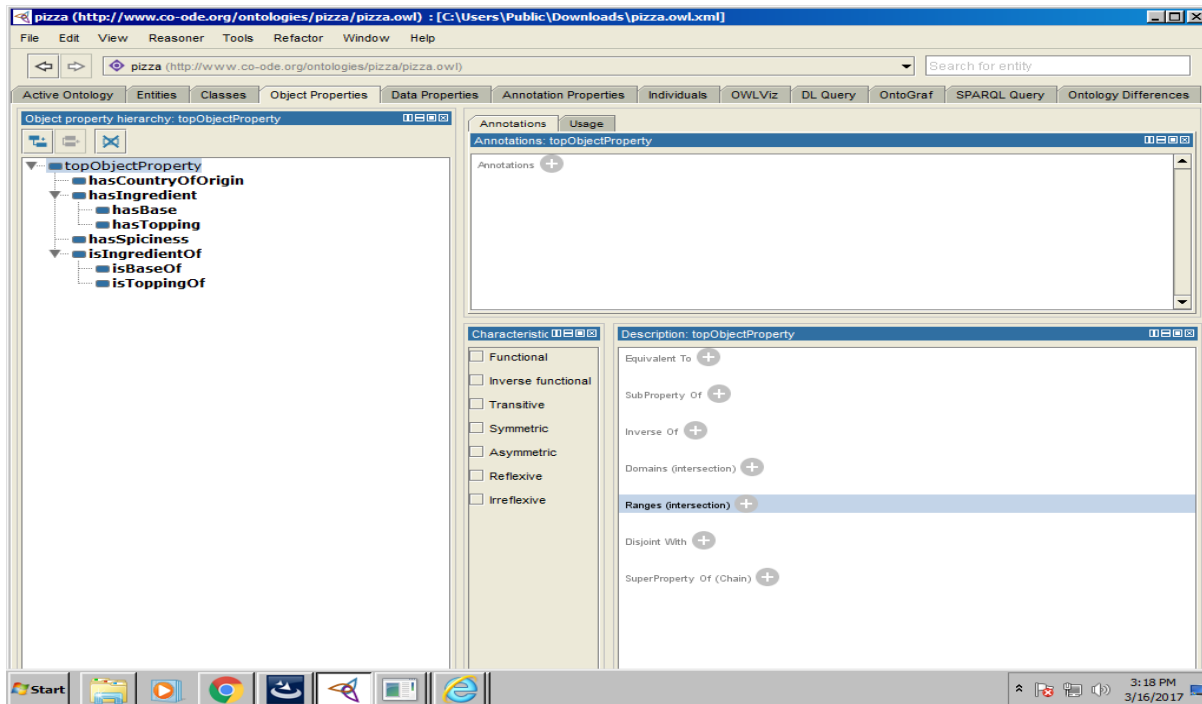 pizza (http://www.co-ode.org/ontologies/pizza/pizza.owl) : [C:\Users\Public\Downloads\pizza.owl.xml]
File Edit View Reasoner Tools Refactor Window Help
pizza (http://www.co-ode.org/ontologies/pizza/pizza.owl)
Search for entity
Active Ontology Entities Classes Object Properties Data Properties Annotation Properties Individuals OWLViz DL Query OntoGraf SPARQL Query Ontology Differences
Object property hierarchy: topObjectProperty
topObjectProperty
hasCountryOfOrigin
hasIngredient
hasBase
hasTopping
hasSpiciness
isIngredientOf
isBaseOf
isToppingOf
Annotations Usage
Annotations: topObjectProperty
Annotations
Characteristic
Functional
Inverse functional
Transitive
Symmetric
Asymmetric
Reflexive
Irreflexive
Description: topObjectProperty
Equivalent To
SubProperty Of
Inverse Of
Domains (intersection)
Ranges (intersection)
Disjoint With
SuperProperty Of (Chain)
Start
3:18 PM
3/16/2017